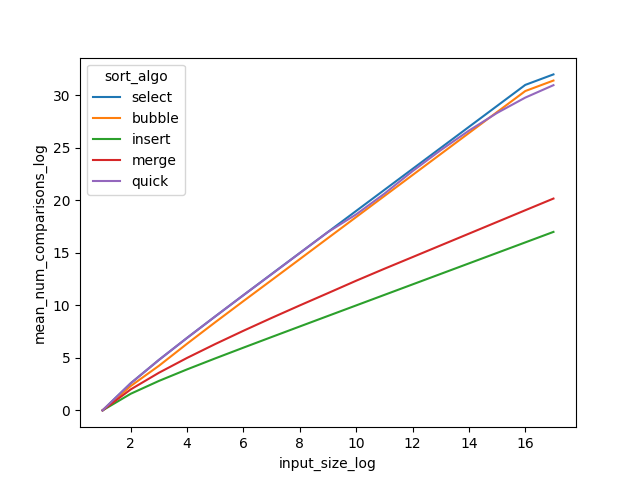 sort_algo
select
bubble
insert
merge
quick
30
25
20
15
10
5
0
mean_num_comparisons_log
2 4 6 8 10 12 14 16
input_size_log